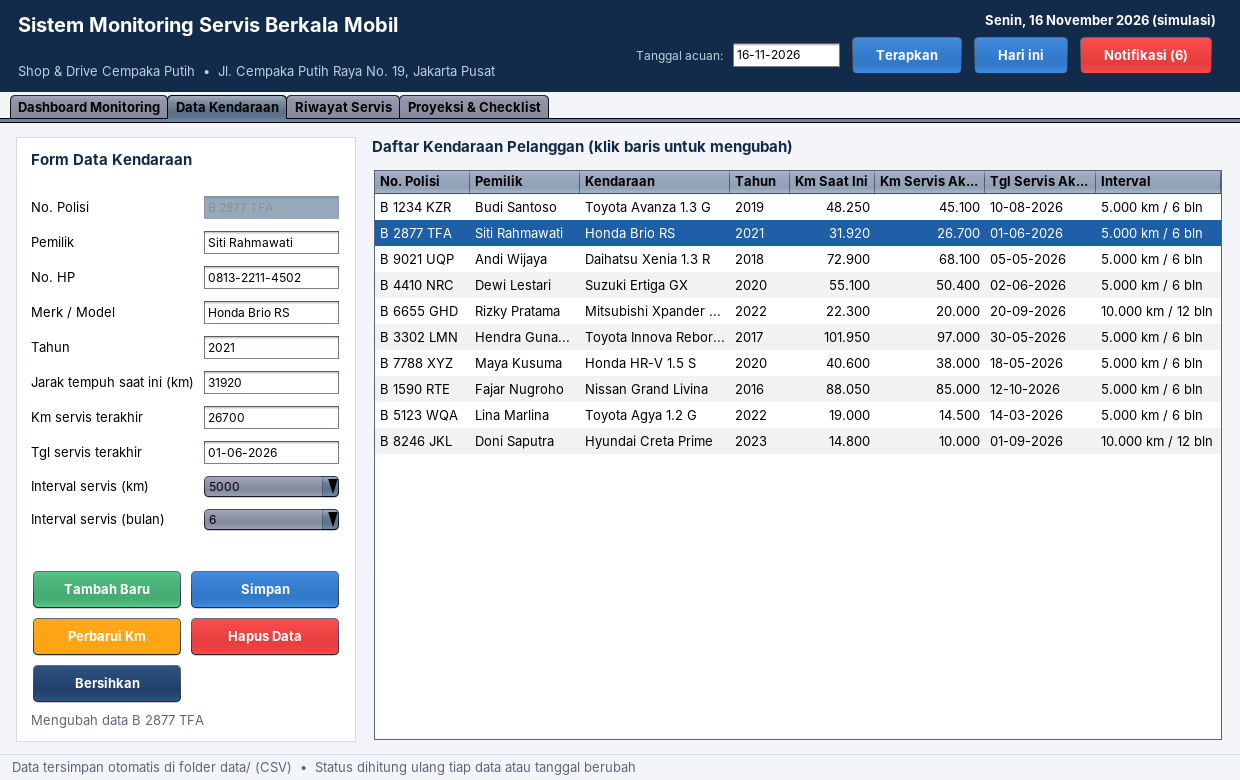 Sistem Monitoring Servis Berkala Mobil
Senin, 16 November 2026 (simulasi)
Tanggal acuan: 16-11-2026 Terapkan Hari ini Notifikasi (6)
Shop & Drive Cempaka Putih • Jl. Cempaka Putih Raya No. 19, Jakarta Pusat
Dashboard Monitoring Data Kendaraan Riwayat Servis Proyeksi & Checklist
Form Data Kendaraan
No. Polisi B 2877 TFA
Pemilik Siti Rahmawati
No. HP 0813-2211-4502
Merk / Model Honda Brio RS
Tahun 2021
Jarak tempuh saat ini (km) 31920
Km servis terakhir 26700
Tgl servis terakhir 01-06-2026
Interval servis (km) 5000
Interval servis (bulan) 6
Tambah Baru Simpan
Perbarui Km Hapus Data
Bersihkan
Mengubah data B 2877 TFA
Daftar Kendaraan Pelanggan (klik baris untuk mengubah)
No. Polisi Pemilik Kendaraan Tahun Km Saat Ini Km Servis Ak... Tgl Servis Ak... Interval
B 1234 KZR Budi Santoso Toyota Avanza 1.3 G 2019 48.250 45.100 10-08-2026 5.000 km / 6 bln
B 2877 TFA Siti Rahmawati Honda Brio RS 2021 31.920 26.700 01-06-2026 5.000 km / 6 bln
B 9021 UQP Andi Wijaya Daihatsu Xenia 1.3 R 2018 72.900 68.100 05-05-2026 5.000 km / 6 bln
B 4410 NRC Dewi Lestari Suzuki Ertiga GX 2020 55.100 50.400 02-06-2026 5.000 km / 6 bln
B 6655 GHD Rizky Pratama Mitsubishi Xpander ... 2022 22.300 20.000 20-09-2026 10.000 km / 12 bln
B 3302 LMN Hendra Guna... Toyota Innova Rebor... 2017 101.950 97.000 30-05-2026 5.000 km / 6 bln
B 7788 XYZ Maya Kusuma Honda HR-V 1.5 S 2020 40.600 38.000 18-05-2026 5.000 km / 6 bln
B 1590 RTE Fajar Nugroho Nissan Grand Livina 2016 88.050 85.000 12-10-2026 5.000 km / 6 bln
B 5123 WQA Lina Marlina Toyota Agya 1.2 G 2022 19.000 14.500 14-03-2026 5.000 km / 6 bln
B 8246 JKL Doni Saputra Hyundai Creta Prime 2023 14.800 10.000 01-09-2026 10.000 km / 12 bln
Data tersimpan otomatis di folder data/ (CSV) • Status dihitung ulang tiap data atau tanggal berubah